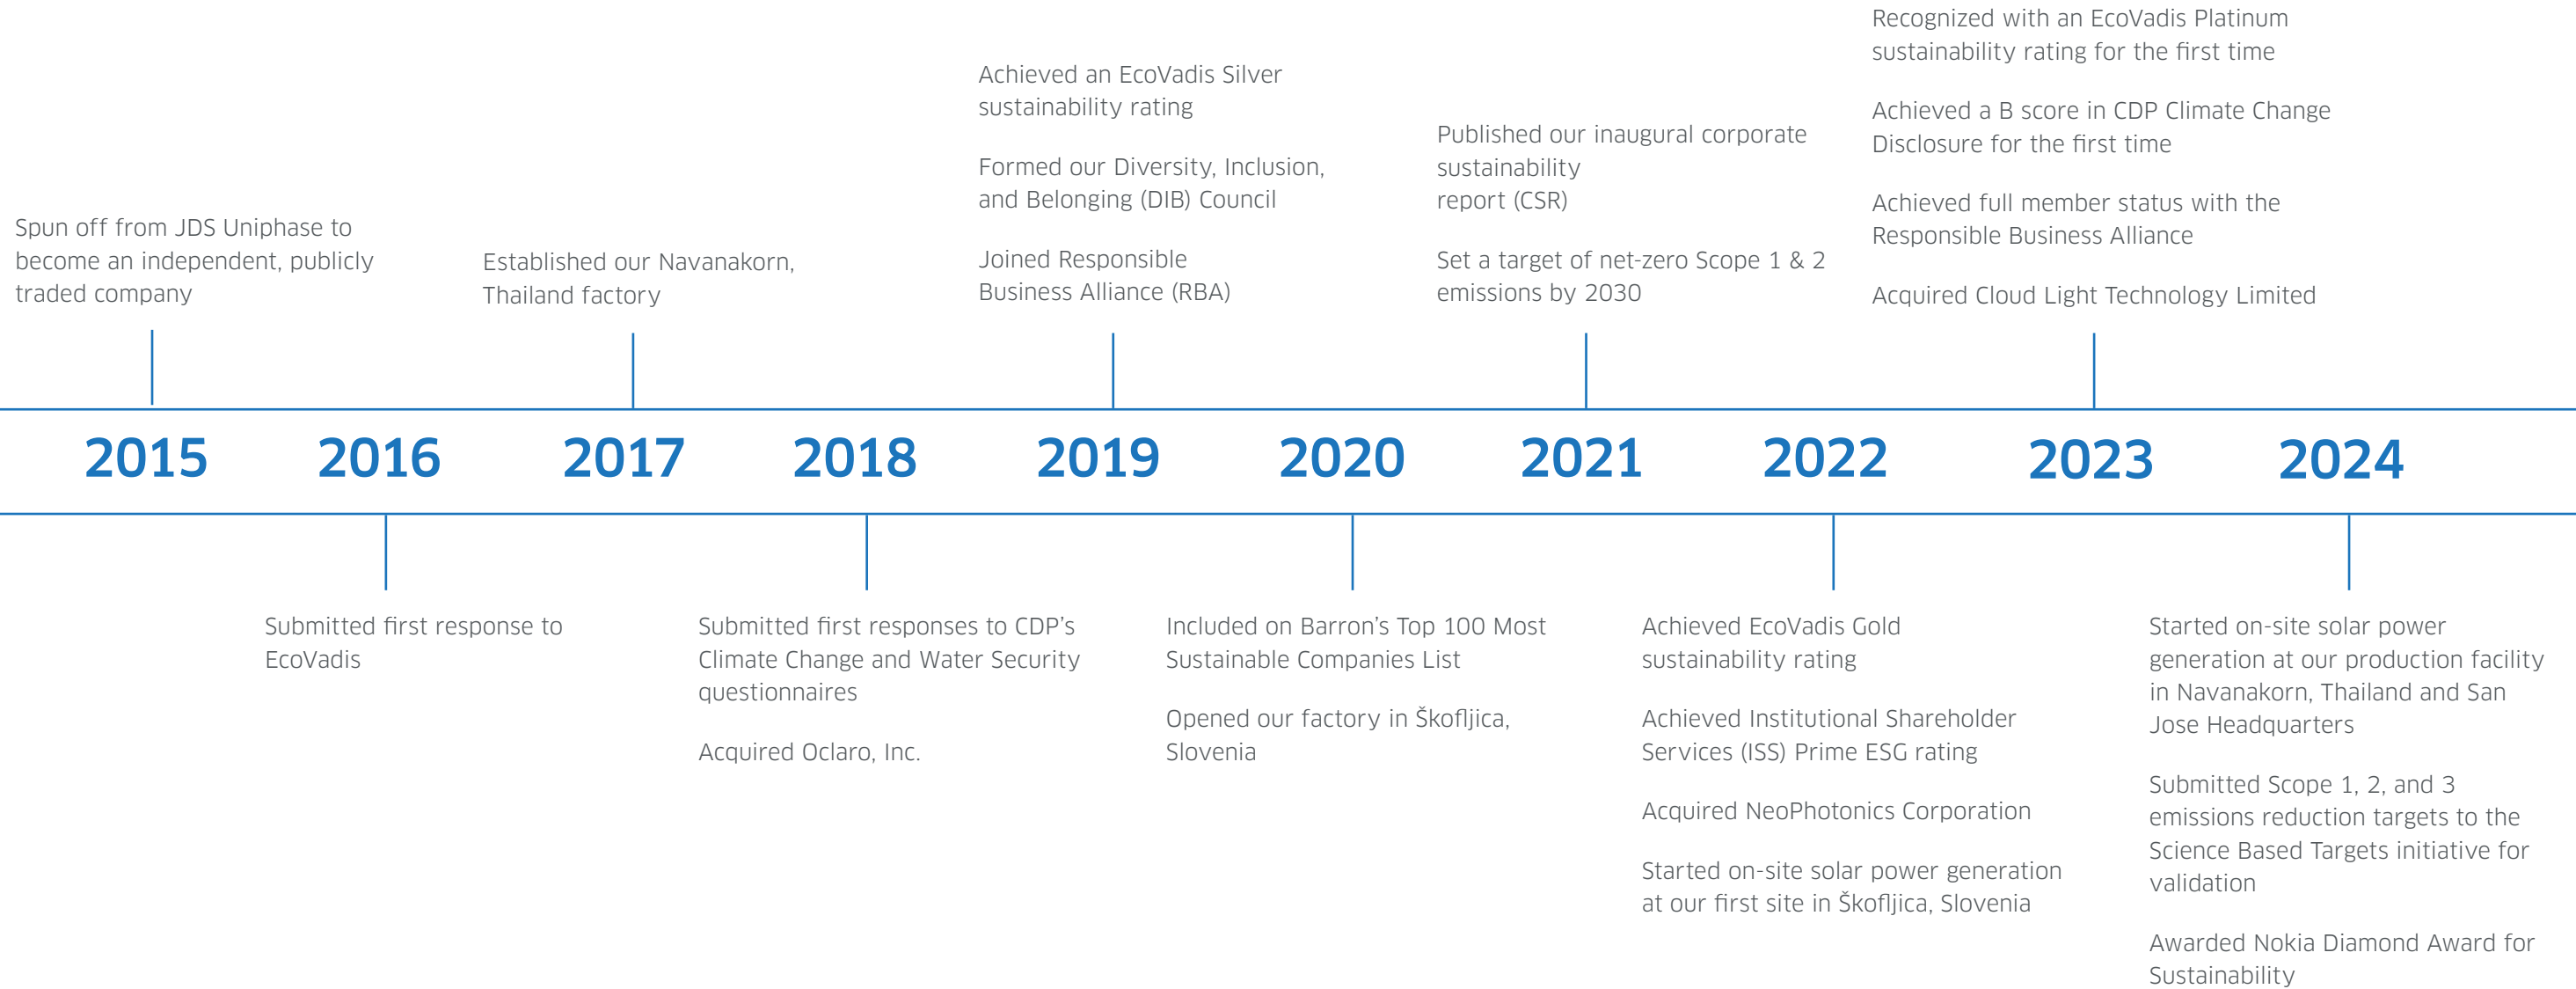 Recognized with an EcoVadis Platinum
sustainability rating for the first time
Achieved a B score in CDP Climate Change
Disclosure for the first time
Achieved full member status with the
Responsible Business Alliance
Acquired Cloud Light Technology Limited
Achieved an EcoVadis Silver
sustainability rating
Formed our Diversity, Inclusion,
and Belonging (DIB) Council
Joined Responsible
Business Alliance (RBA)
Published our inaugural corporate
sustainability
report (CSR)
Set a target of net-zero Scope 1 & 2
emissions by 2030
Spun off from JDS Uniphase to
become an independent, publicly
traded company
Established our Navanakorn,
Thailand factory
2015
2016
2017
2018
2019
2020
2021
2022
2023
2024
Submitted first response to
EcoVadis
Submitted first responses to CDP's
Climate Change and Water Security
questionnaires
Acquired Oclaro, Inc.
Included on Barron's Top 100 Most
Sustainable Companies List
Opened our factory in Škofljica,
Slovenia
Achieved EcoVadis Gold
sustainability rating
Achieved Institutional Shareholder
Services (ISS) Prime ESG rating
Acquired NeoPhotonics Corporation
Started on-site solar power generation
at our first site in Škofljica, Slovenia
Started on-site solar power
generation at our production facility
in Navanakorn, Thailand and San
Jose Headquarters
Submitted Scope 1, 2, and 3
emissions reduction targets to the
Science Based Targets initiative for
validation
Awarded Nokia Diamond Award for
Sustainability